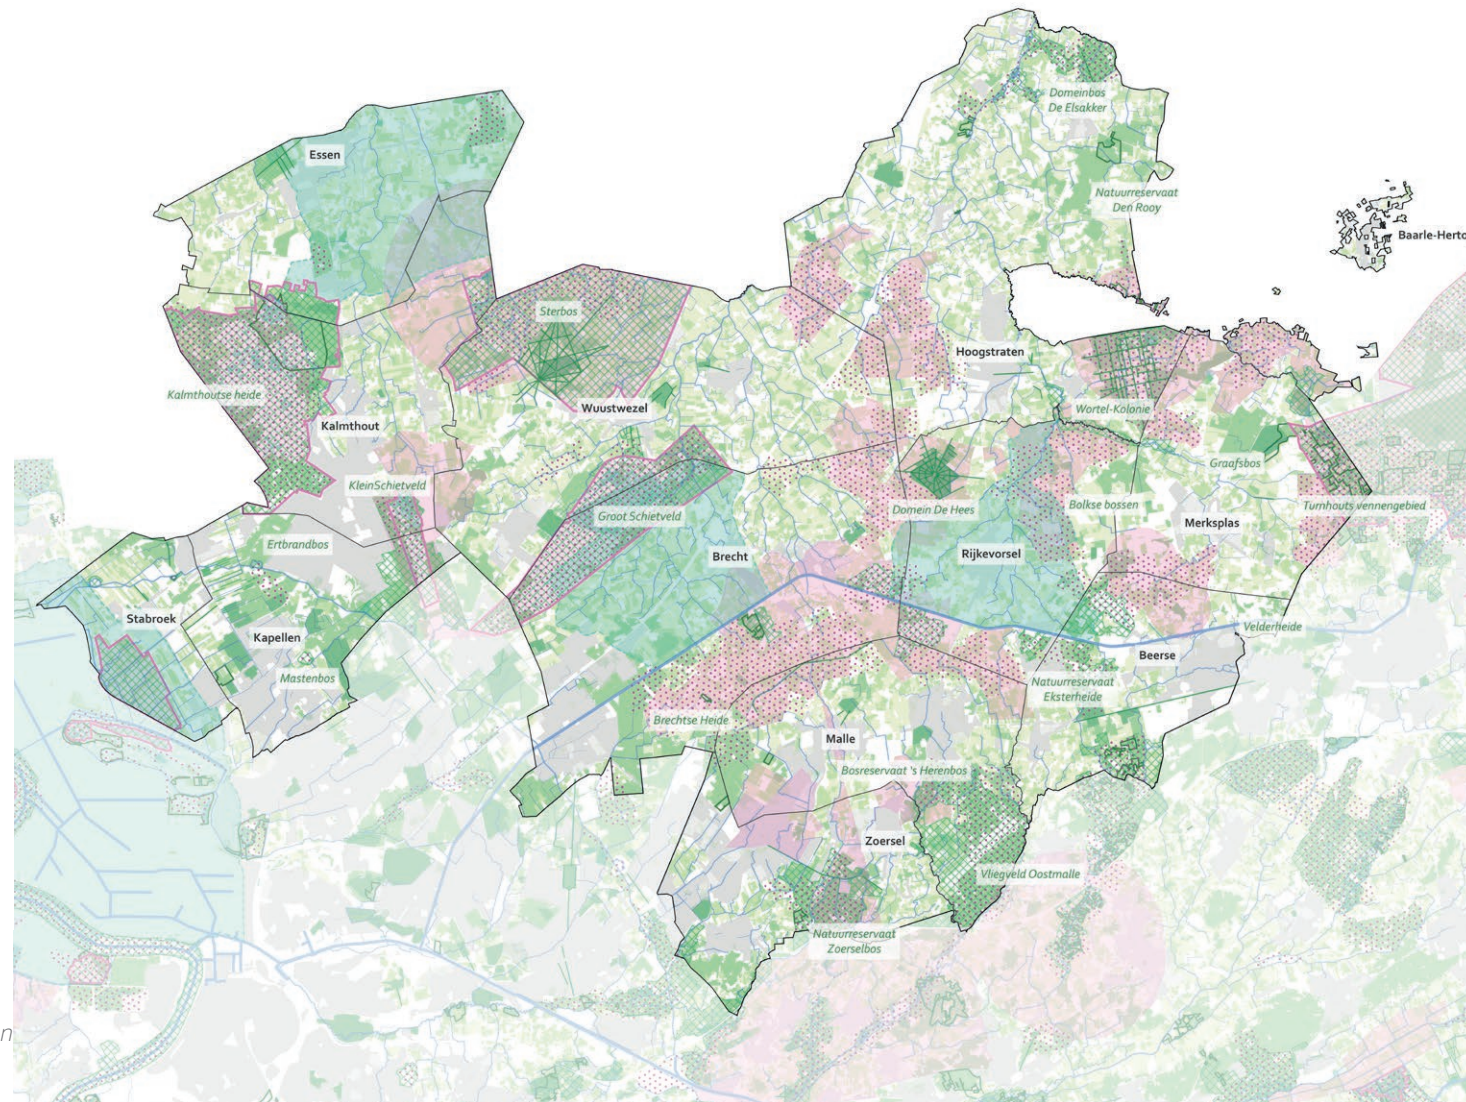 Domeinbos
De Elsakker
Essen
Natuurreservaat
Den Rooy
Baarle-Herto
Sterbos
Hoogstraten
Kalmthoutse heide
Wuustwezel
Wortel-Kolonie
Kalmthout
Graafsbos
KleinSchietveld
Groot Schietveld
Domein De Hees
Bolkse bossen
Turnhouts vennengebied
Merksplas
Ertbrandbos
Brecht
Rijkevorsel
Stabroek
Kapellen
Velderheide
Beerse
Mastenbos
Natuurreservaat
Eksterheide
Brechtse Heide
Malle
Bosreservaat 's Herenbos
Zoersel
Vliegveld Oostmalle
Natuurreservaat
Zoerselbos
n